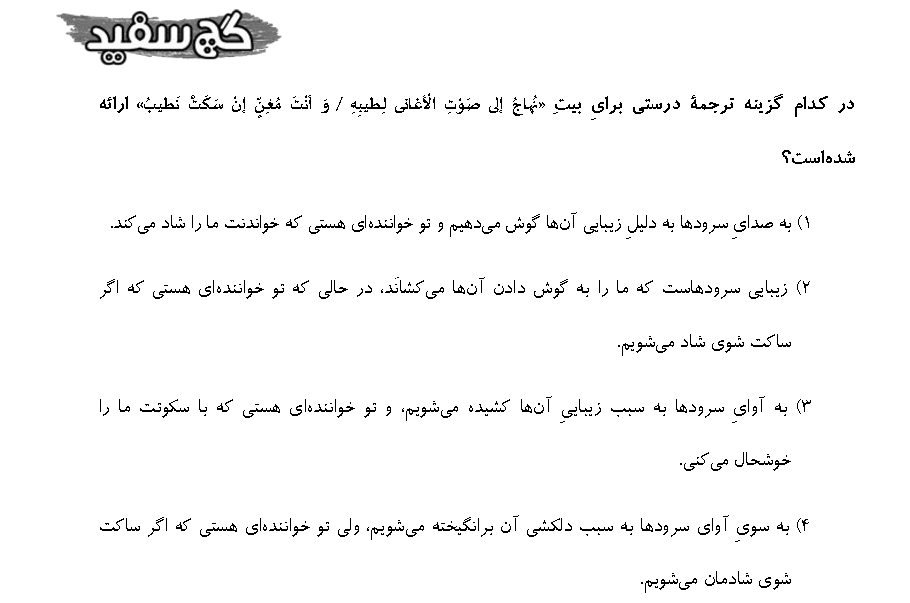 گچ سفید
در کدام گزینه ترجمهٔ درستی برایِ بیتِ «نُهاجُ إلی صَوْتِ الْأَغانی لِطیبِهِ / وَ أَنْتَ مُغَنٍّ إنْ سَکَتْتَ نَطیبُ» ارائه
شده‌است؟
۱) به صدایِ سرودها به دلیلِ زیبایی آن‌ها گوش می‌دهیم و تو خواننده‌ای هستی که خواندنت ما را شاد می‌کند.
۲) زیبایی سرودهاست که ما را به گوش دادن آن‌ها می‌کشاند، در حالی که تو خواننده‌ای هستی که اگر
ساکت شوی شاد می‌شویم.
۳) به آوایِ سرودها به سبب زیباییِ آن‌ها کشیده می‌شویم، و تو خواننده‌ای هستی که با سکوتت ما را
خوشحال می‌کنی.
۴) به سویِ آوای سرودها به سبب دلکشی آن برانگیخته می‌شویم، ولی تو خواننده‌ای هستی که اگر ساکت
شوی شادمان می‌شویم.